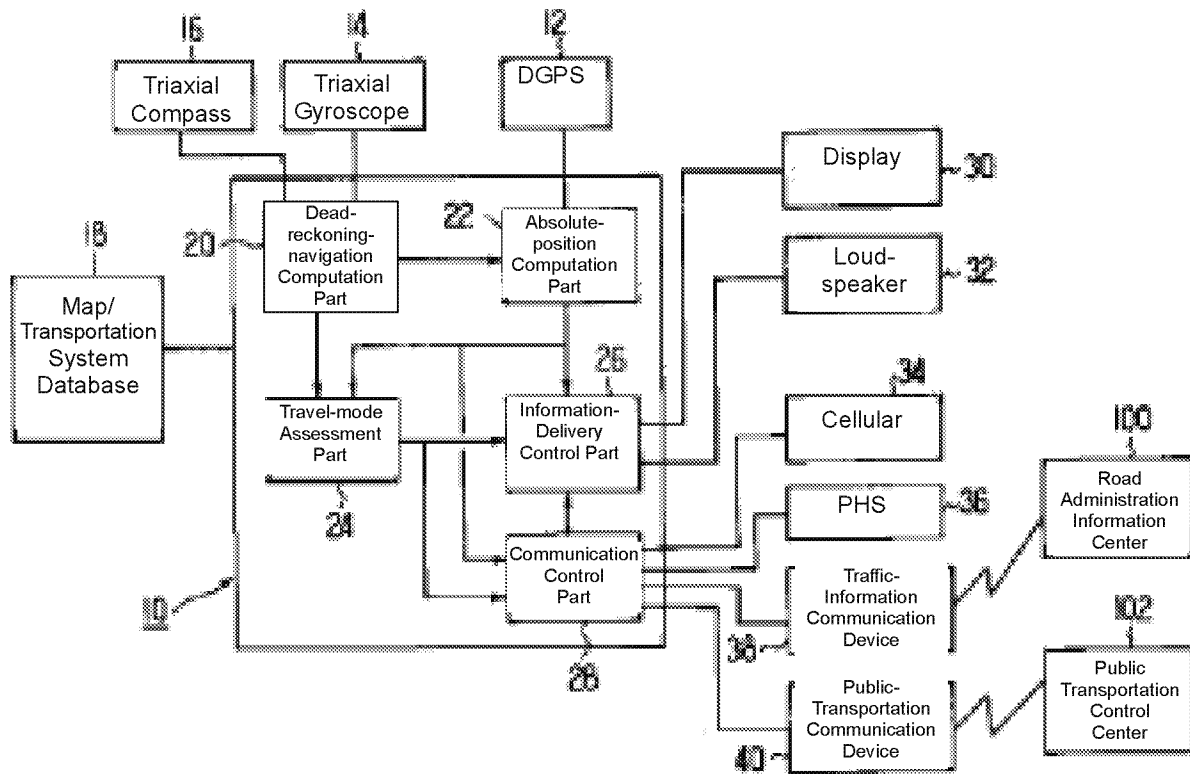 16
14
12
Triaxial
Compass
Triaxial
Gyroscope
DGPS
Display
30
18
20
Dead-
reckoning-
navigation
Computation
Part
22
Absolute-
position
Computation
Part
Loud-
speaker
32
Map/
Transportation
System
Database
26
34
Travel-mode
Assessment
Part
24
Information-
Delivery
Control Part
Cellular
100
PHS
36
Road
Administration
Information
Center
Communication
Control
Part
28
10
Traffic-
Information
Communication
Device
38
102
Public-
Transportation
Communication
Device
40
Public
Transportation
Control
Center